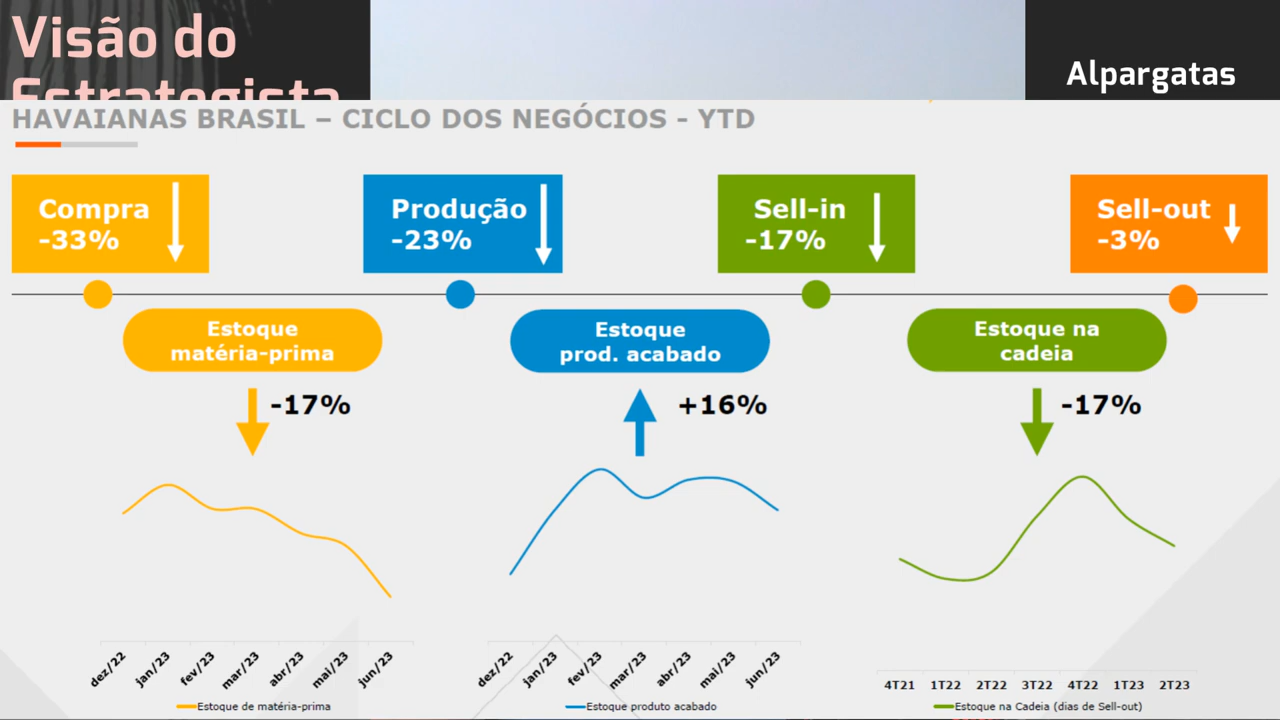 Visão do
Estrategista
Alpargatas
HAVAIANAS BRASIL – CICLO DOS NEGÓCIOS - YTD
Compra
-33%
Produção
-23%
Sell-in
-17%
Sell-out
-3%
Estoque
matéria-prima
Estoque
prod. acabado
Estoque na
cadeia
-17%
+16%
-17%
dez/22 jan/23 fev/23 mar/23 abr/23 mai/23 jun/23
Estoque de matéria-prima
dez/22 jan/23 fev/23 mar/23 abr/23 mai/23 jun/23
Estoque produto acabado
4T21 1T22 2T22 3T22 4T22 1T23 2T23
Estoque na Cadeia (dias de Sell-out)